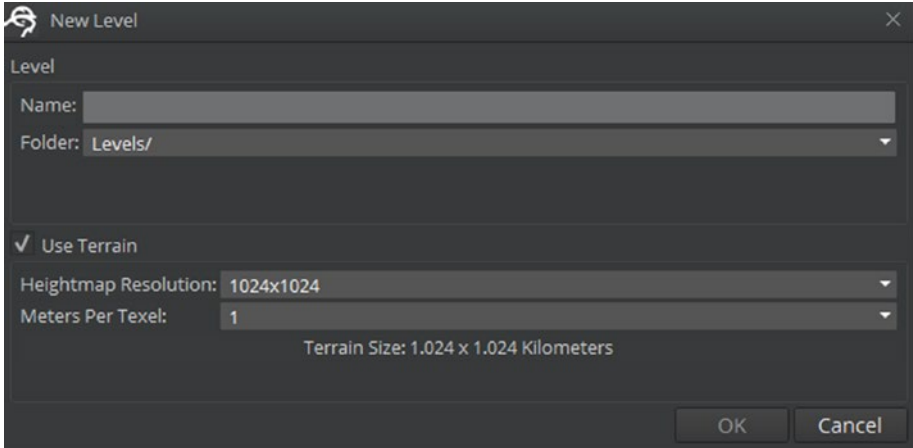 New Level
Level
Name:
Folder: Levels/
Use Terrain
Heightmap Resolution: 1024x1024
Meters Per Texel: 1
Terrain Size: 1.024 x 1.024 Kilometers
OK Cancel